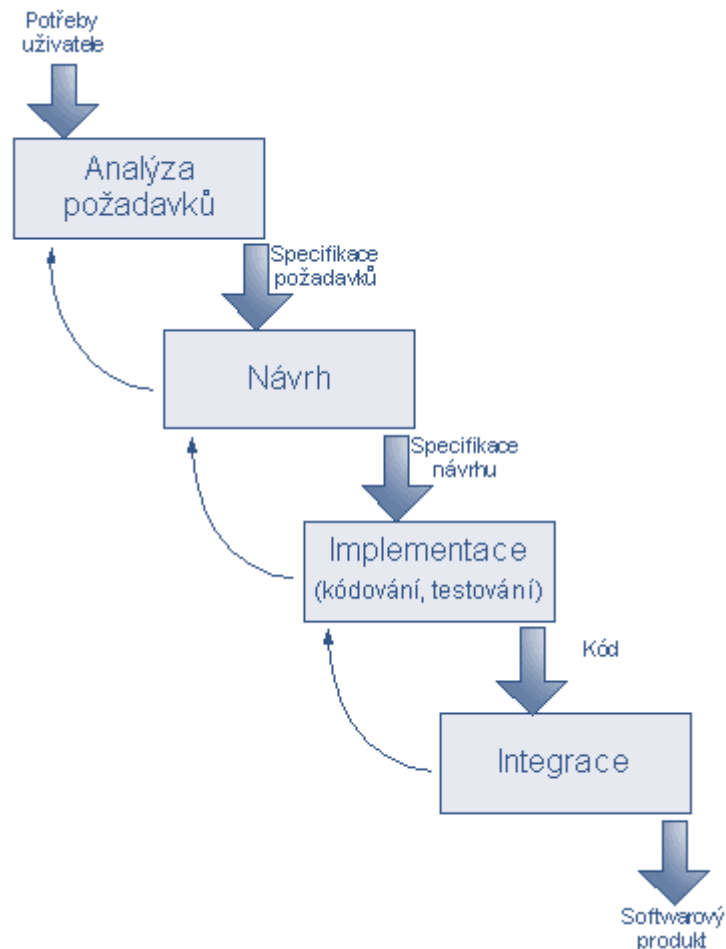 Potřeby
uživatele
Analýza
požadavků
Specifikace
požadavků
Návrh
Specifikace
návrhu
Implementace
(kódování, testování)
Kód
Integrace
Softwarový
produkt